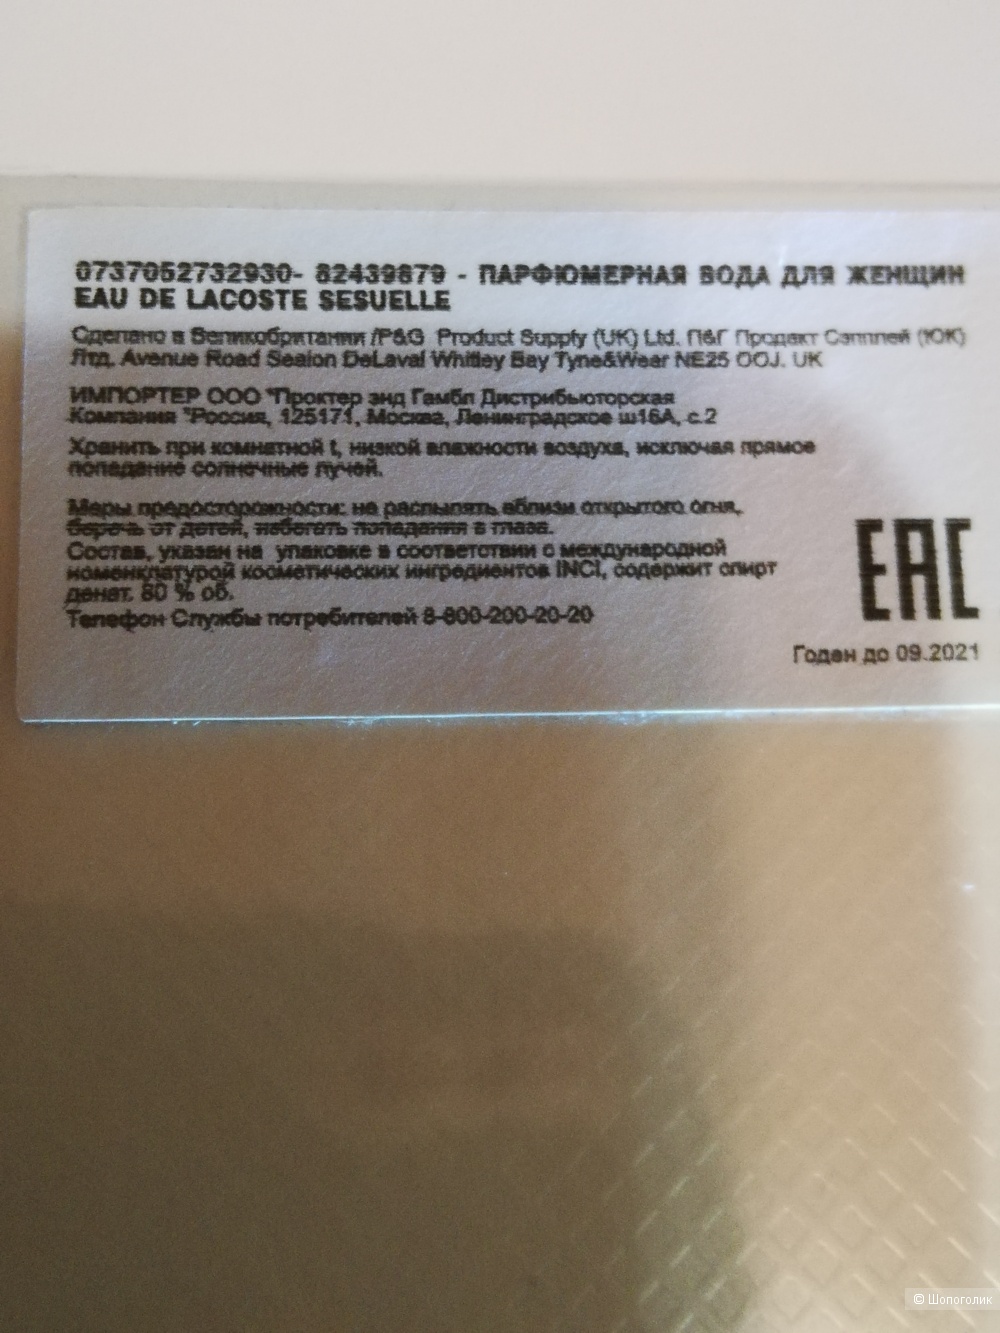 0737052732930- 82439879 - ПАРФЮМЕРНАЯ ВОДА ДЛЯ ЖЕНЩИН
EAU DE LACOSTE SESUELLE
Сделано в Великобритании /P&G Product Supply (UK) Ltd. П&Г Продакт Сэпплей (ЮК)
Лтд. Avenue Road Seaton DeLaval Whitley Bay Tyne&Wear NE25 OOJ. UK
ИМПОРТЕР ООО "Проктер энд Гамбл Дистрибьюторская
Компания "Россия, 125171, Москва, Ленинградское ш16А, с.2
Хранить при комнатной t, низкой влажности воздуха, исключая прямое
попадание солнечные лучей.
Меры предосторожности: не распылять вблизи открытого огня,
беречь от детей, избегать попадания в глаза.
Состав, указан на упаковке в соответствии с международной
номенклатурой косметических ингредиентов INCI, содержит спирт
денат. 80 % об.
Телефон Службы потребителей 8-800-200-20-20
ЕАС
Годен до 09.2021
© Шопоголик